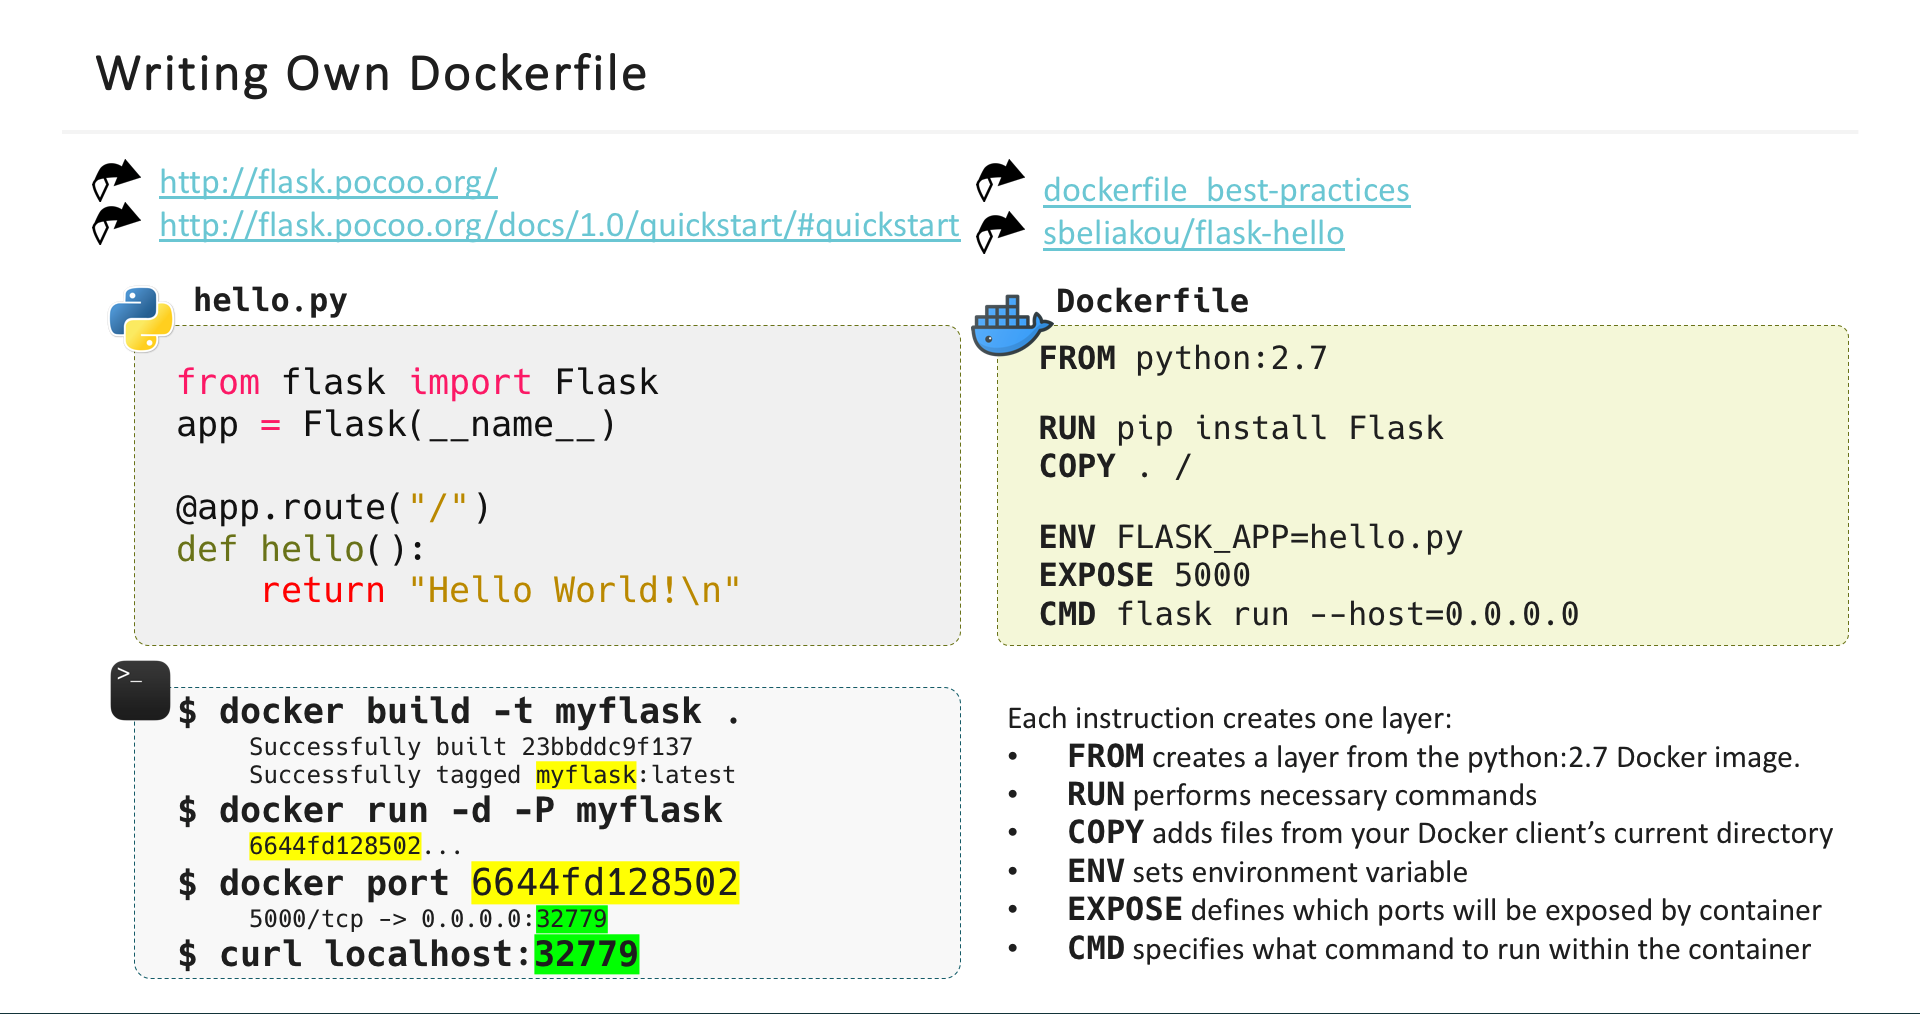 Writing Own Dockerfile
http://flask.pocoo.org/
http://flask.pocoo.org/docs/1.0/quickstart/#quickstart
dockerfile_best-practices
sbeliakou/flask-hello
hello.py
from flask import Flask
app = Flask(__name__)
@app.route("/")
def hello():
    return "Hello World!\n"
Dockerfile
FROM python:2.7
RUN pip install Flask
COPY . /
ENV FLASK_APP=hello.py
EXPOSE 5000
CMD flask run --host=0.0.0.0
>_
$ docker build -t myflask .
Successfully built 23bbddc9f137
Successfully tagged myflask:latest
$ docker run -d -P myflask
6644fd128502...
$ docker port 6644fd128502
5000/tcp -> 0.0.0.0:32779
$ curl localhost:32779
Each instruction creates one layer:
• FROM creates a layer from the python:2.7 Docker image.
• RUN performs necessary commands
• COPY adds files from your Docker client’s current directory
• ENV sets environment variable
• EXPOSE defines which ports will be exposed by container
• CMD specifies what command to run within the container